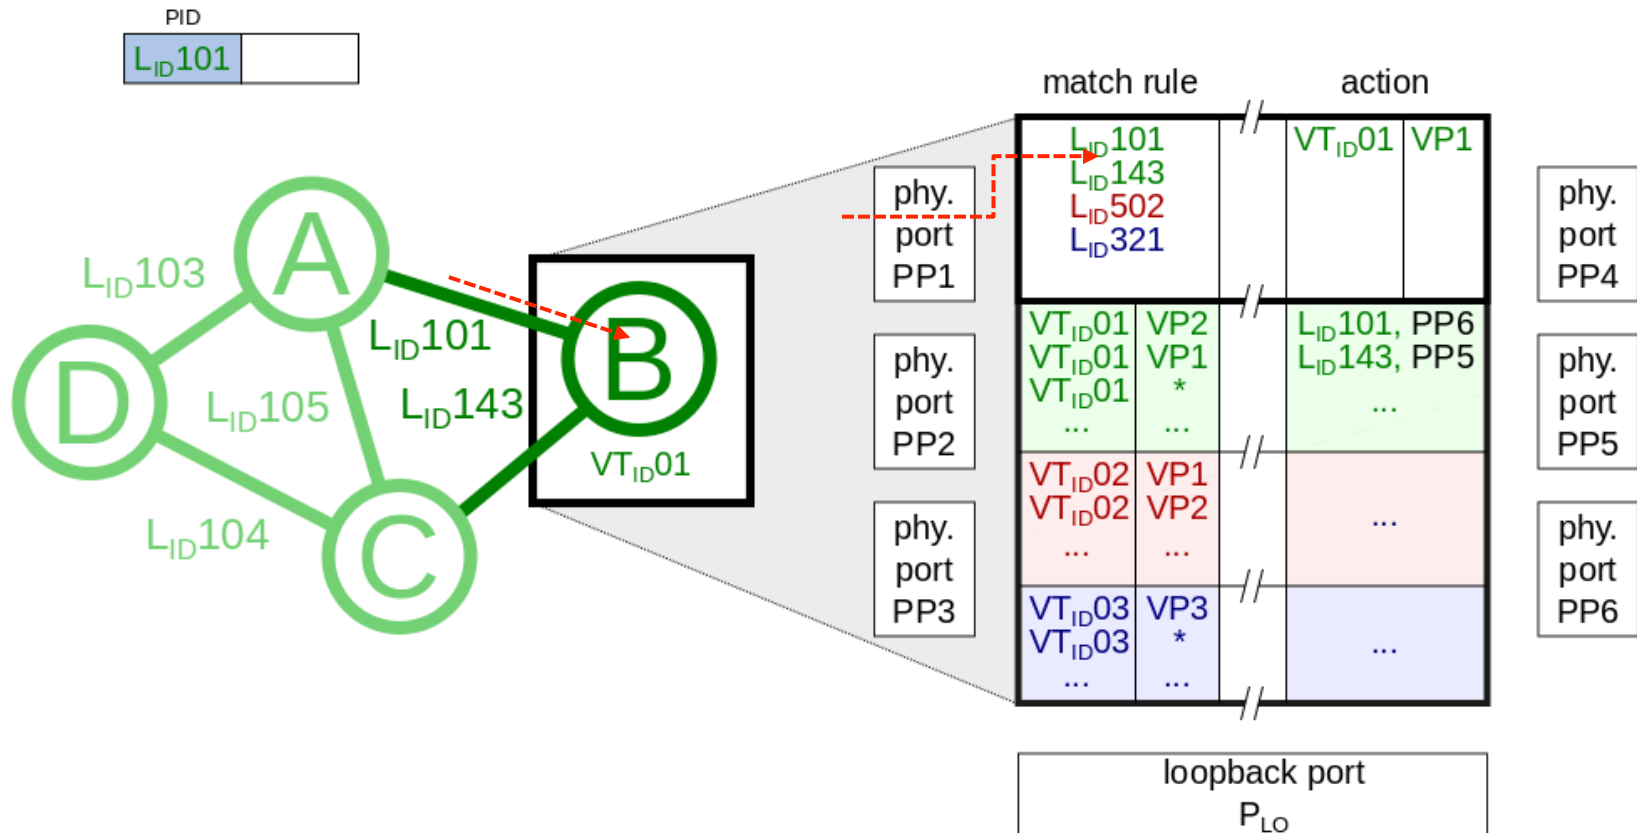 PID
LID101
match rule
action
LID101
LID143
LID502
LID321
VTID01 VP1
phy.
port
PP1
phy.
port
PP2
phy.
port
PP3
VTID01 VP2
VTID01 VP1
VTID01 *
... ...
LID101, PP6
LID143, PP5
...
VTID02 VP1
VTID02 VP2
... ...
...
VTID03 VP3
VTID03 *
... ...
...
phy.
port
PP4
phy.
port
PP5
phy.
port
PP6
loopback port
PLO
A
B
C
D
LID103
LID101
LID105
LID143
LID104
VTID01